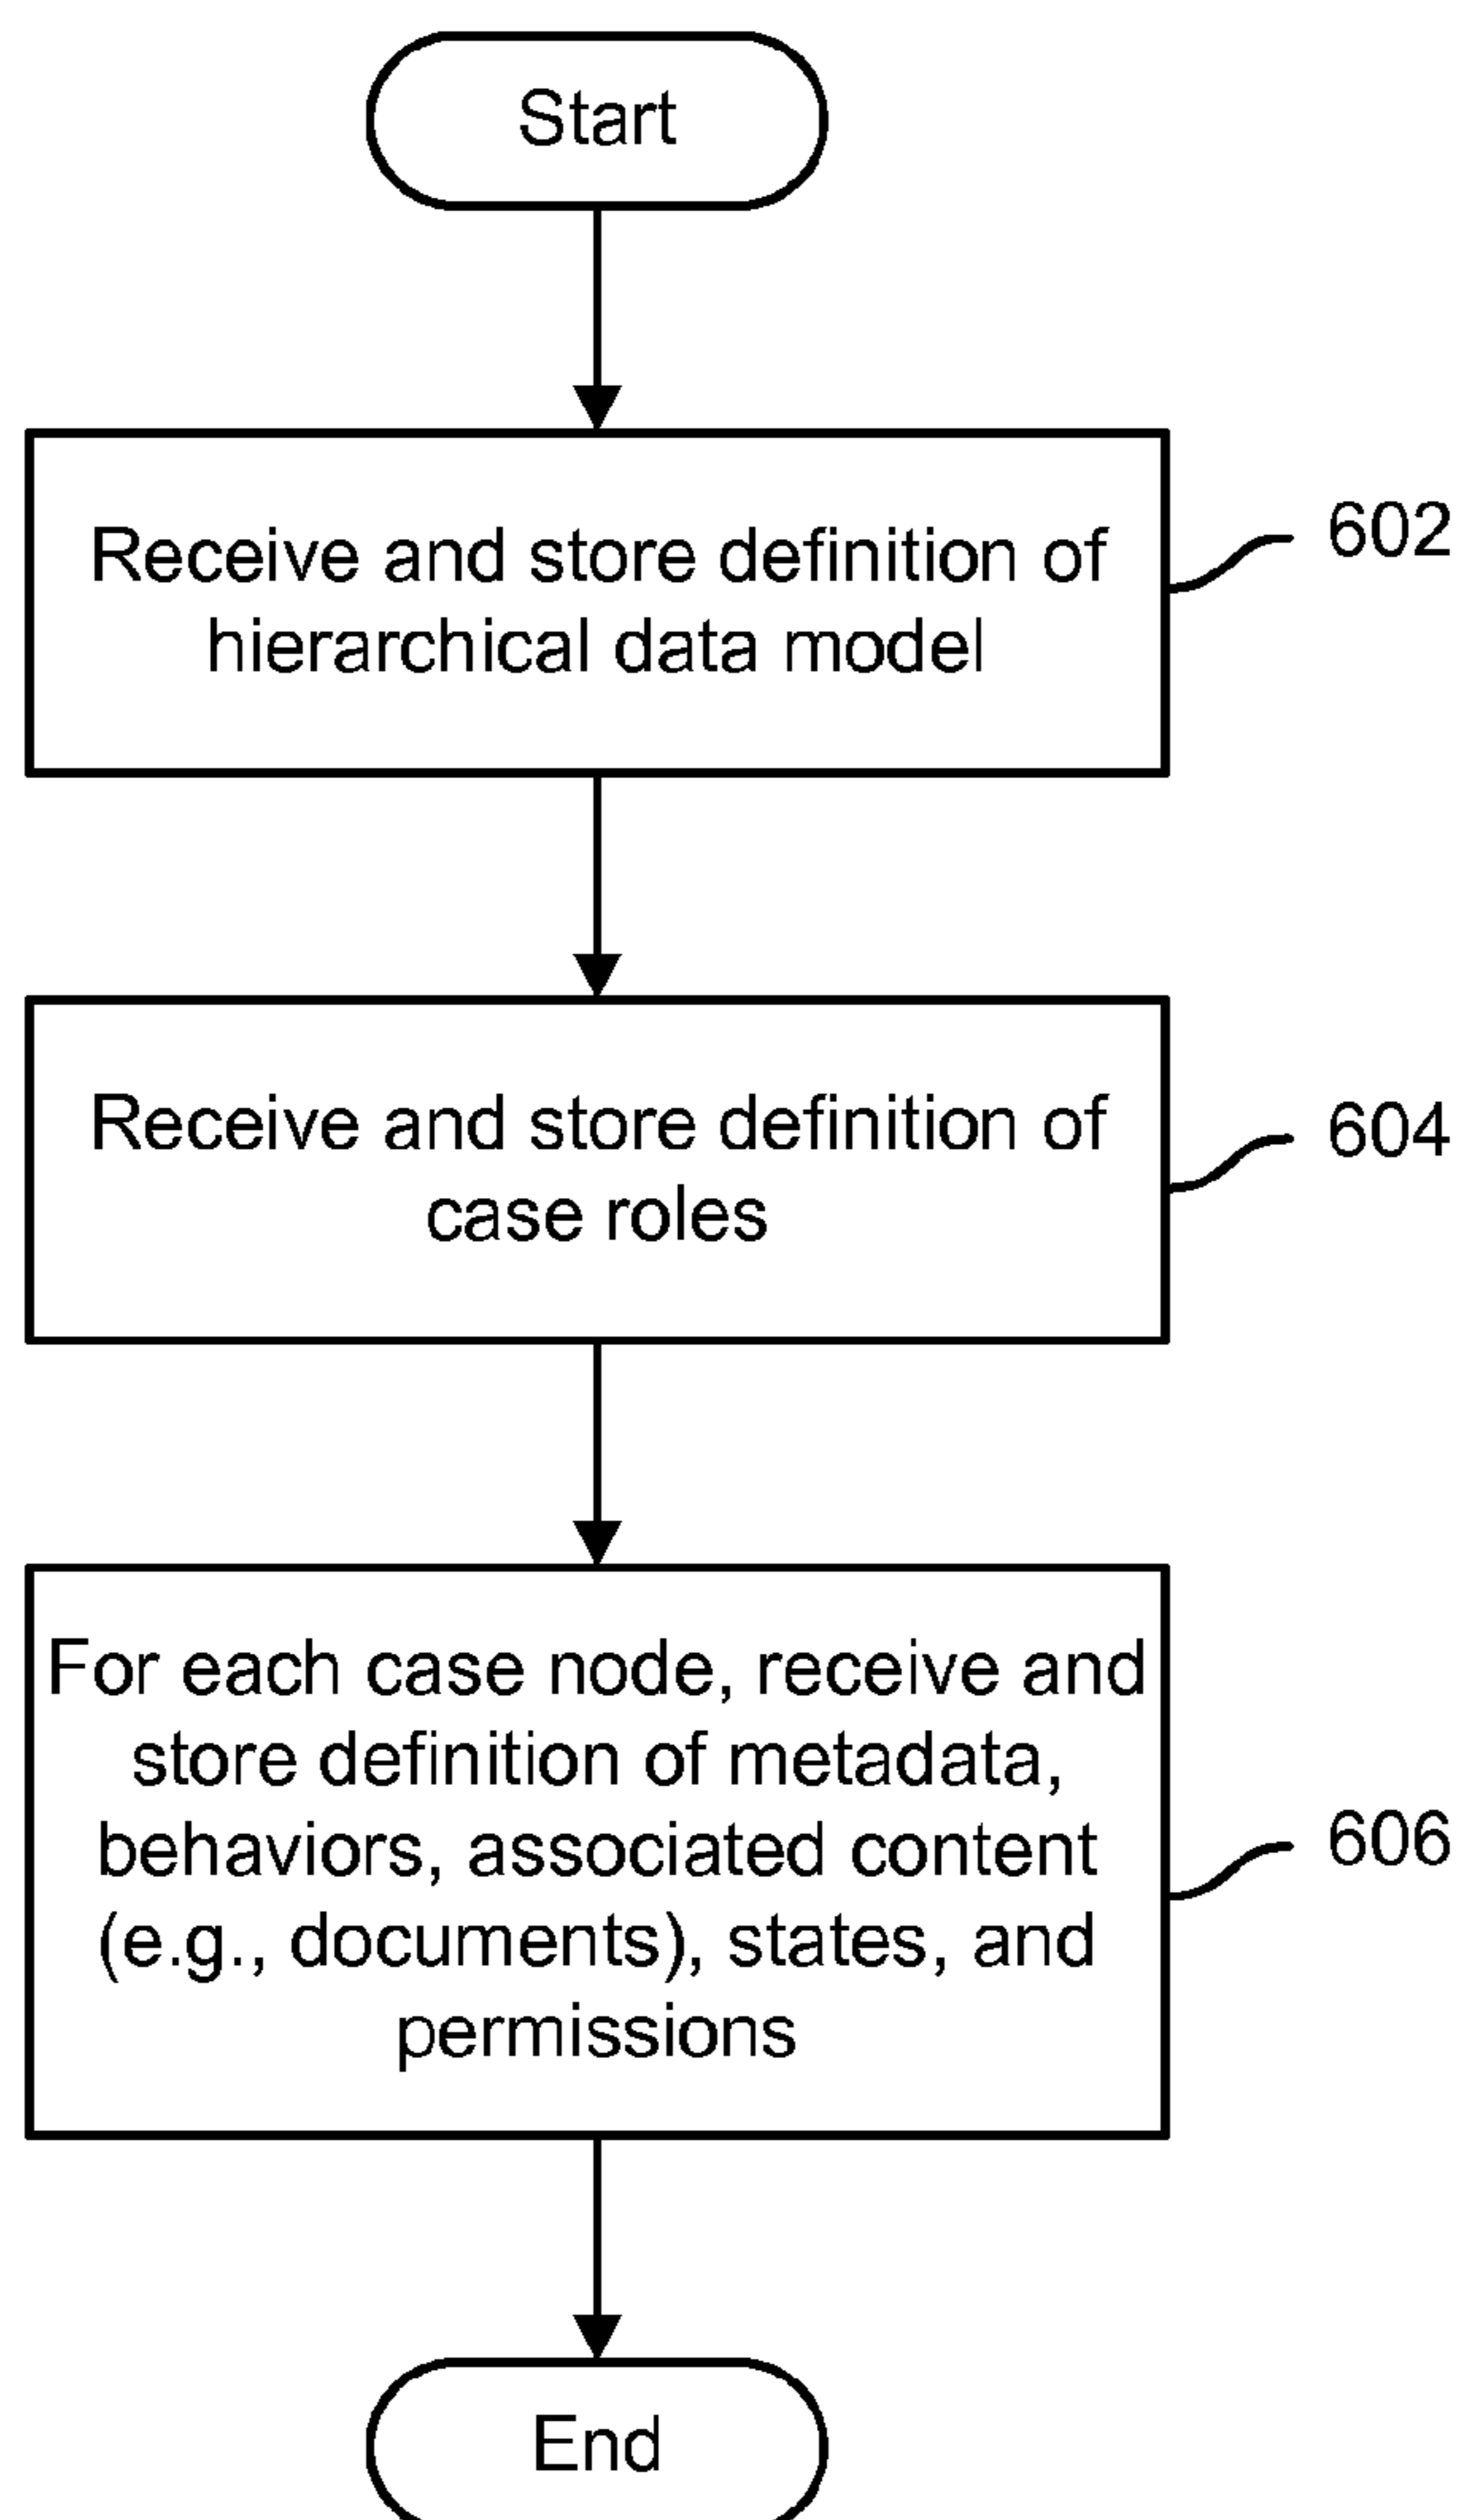 Start
Receive and store definition of
hierarchical data model
602
Receive and store definition of
case roles
604
For each case node, receive and
store definition of metadata,
behaviors, associated content
(e.g., documents), states, and
permissions
606
End